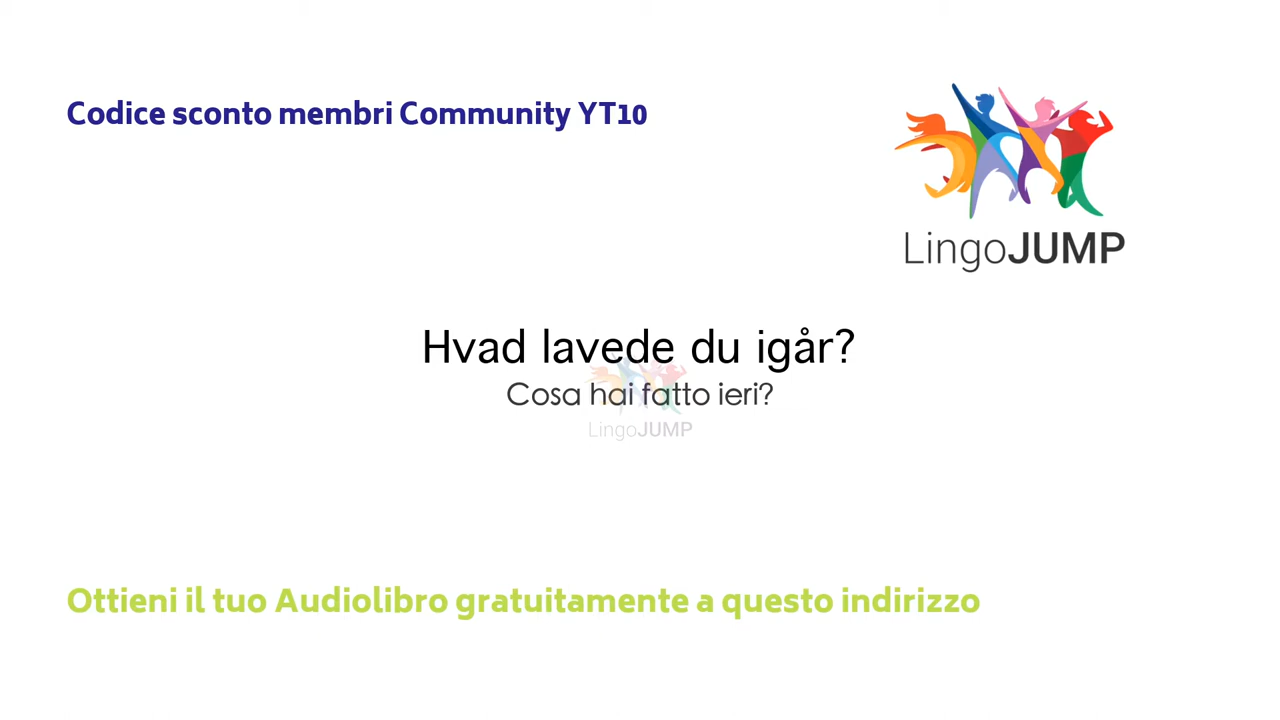 Codice sconto membri Community YT10
LingoJUMP
Hvad lavede du igår?
Cosa hai fatto ieri?
LingoJUMP
Ottieni il tuo Audiolibro gratuitamente a questo indirizzo